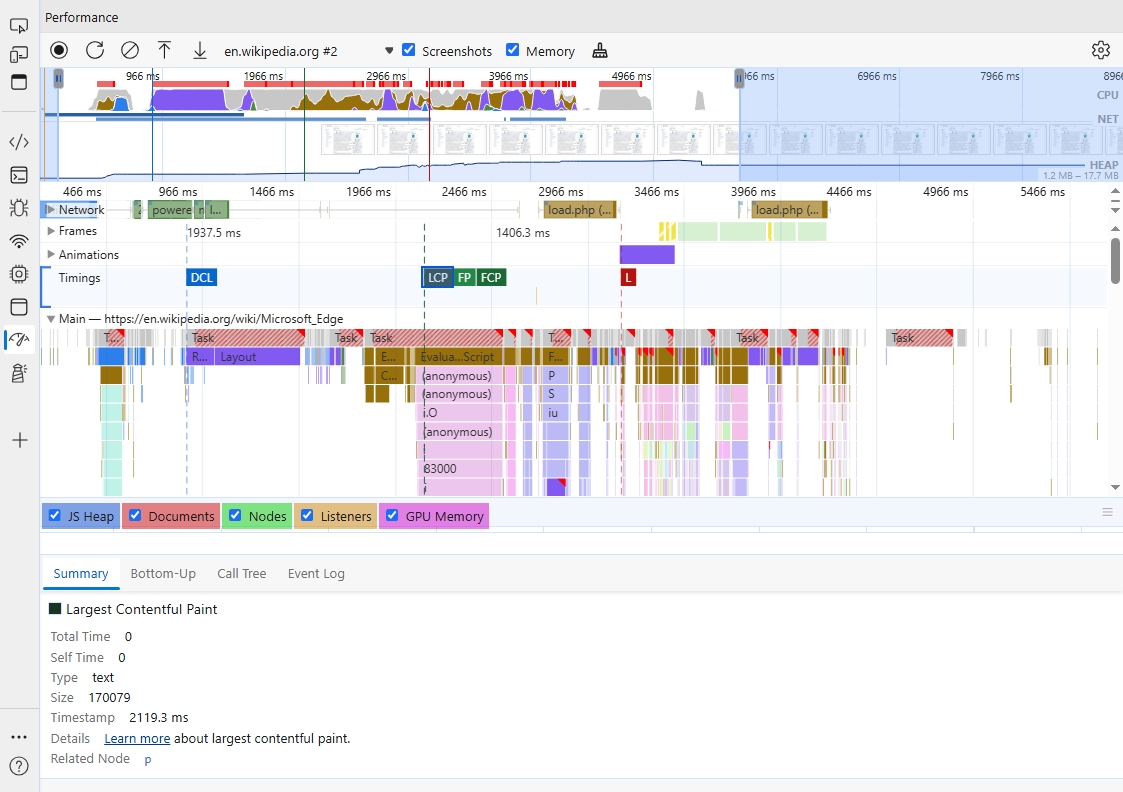 Performance
en.wikipedia.org #2 Screenshots Memory
966 ms 1966 ms 2966 ms 3966 ms 4966 ms 66 ms 6966 ms 7966 ms 8966
CPU
NET
HEAP
1.2 MB – 17.7 MB
466 ms 966 ms 1466 ms 1966 ms 2466 ms 2966 ms 3466 ms 3966 ms 4466 ms 4966 ms 5466 ms
Network powere l... load.php (... load.php (...
Frames 1937.5 ms 1406.3 ms
Animations
Timings DCL LCP FP FCP L
Main — https://en.wikipedia.org/wiki/Microsoft_Edge
T... Task Task Task T... Task Task
R... Layout E... Evalua...Script F...
C... (anonymous) P
(anonymous) S
i.O iu
(anonymous)
83000
JS Heap Documents Nodes Listeners GPU Memory
Summary Bottom-Up Call Tree Event Log
Largest Contentful Paint
Total Time 0
Self Time 0
Type text
Size 170079
Timestamp 2119.3 ms
Details Learn more about largest contentful paint.
Related Node p